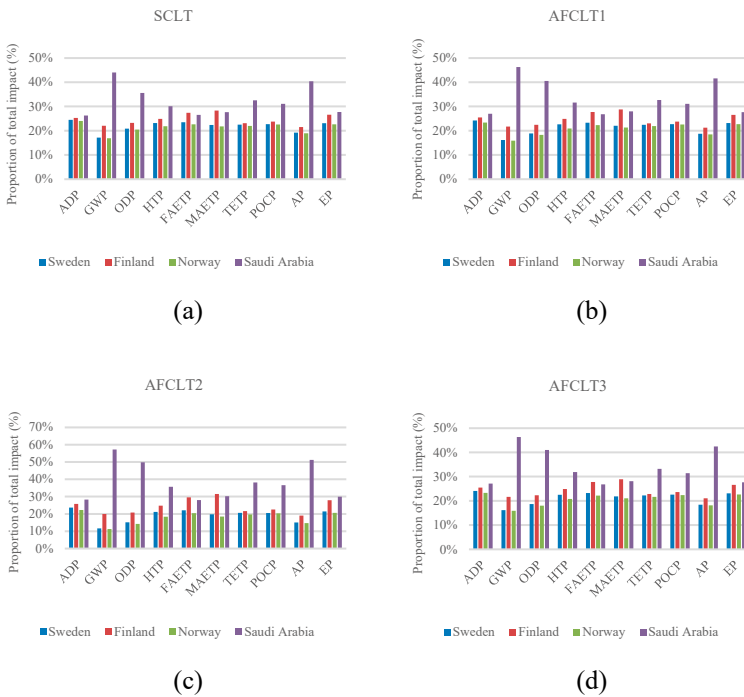 SCLT
Proportion of total impact (%)
50%
40%
30%
20%
10%
0%
ADP GWP ODP HTP FAETP MAETP TETP POCP AP EP
Sweden Finland Norway Saudi Arabia
(a)
AFCLT1
Proportion of total impact (%)
50%
40%
30%
20%
10%
0%
ADP GWP ODP HTP FAETP MAETP TETP POCP AP EP
Sweden Finland Norway Saudi Arabia
(b)
AFCLT2
Proportion of total impact (%)
70%
60%
50%
40%
30%
20%
10%
0%
ADP GWP ODP HTP FAETP MAETP TETP POCP AP EP
Sweden Finland Norway Saudi Arabia
(c)
AFCLT3
Proportion of total impact (%)
50%
40%
30%
20%
10%
0%
ADP GWP ODP HTP FAETP MAETP TETP POCP AP EP
Sweden Finland Norway Saudi Arabia
(d)